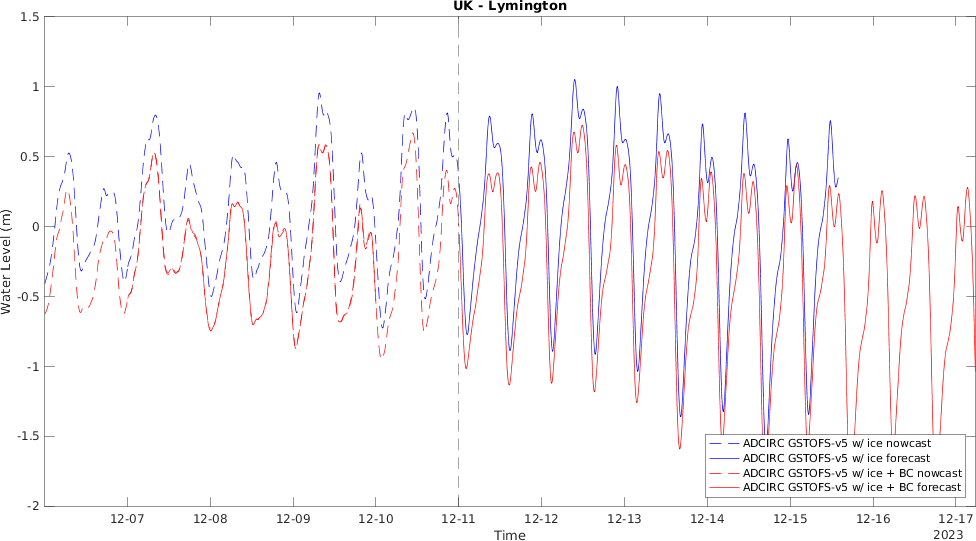 UK - Lymington
1.5
1
0.5
0
-0.5
-1
-1.5
-2
Water Level (m)
12-07 12-08 12-09 12-10 12-11 12-12 12-13 12-14 12-15 12-16 12-17
Time
2023
ADCIRC GSTOFS-v5 w/ ice nowcast
ADCIRC GSTOFS-v5 w/ ice forecast
ADCIRC GSTOFS-v5 w/ ice + BC nowcast
ADCIRC GSTOFS-v5 w/ ice + BC forecast